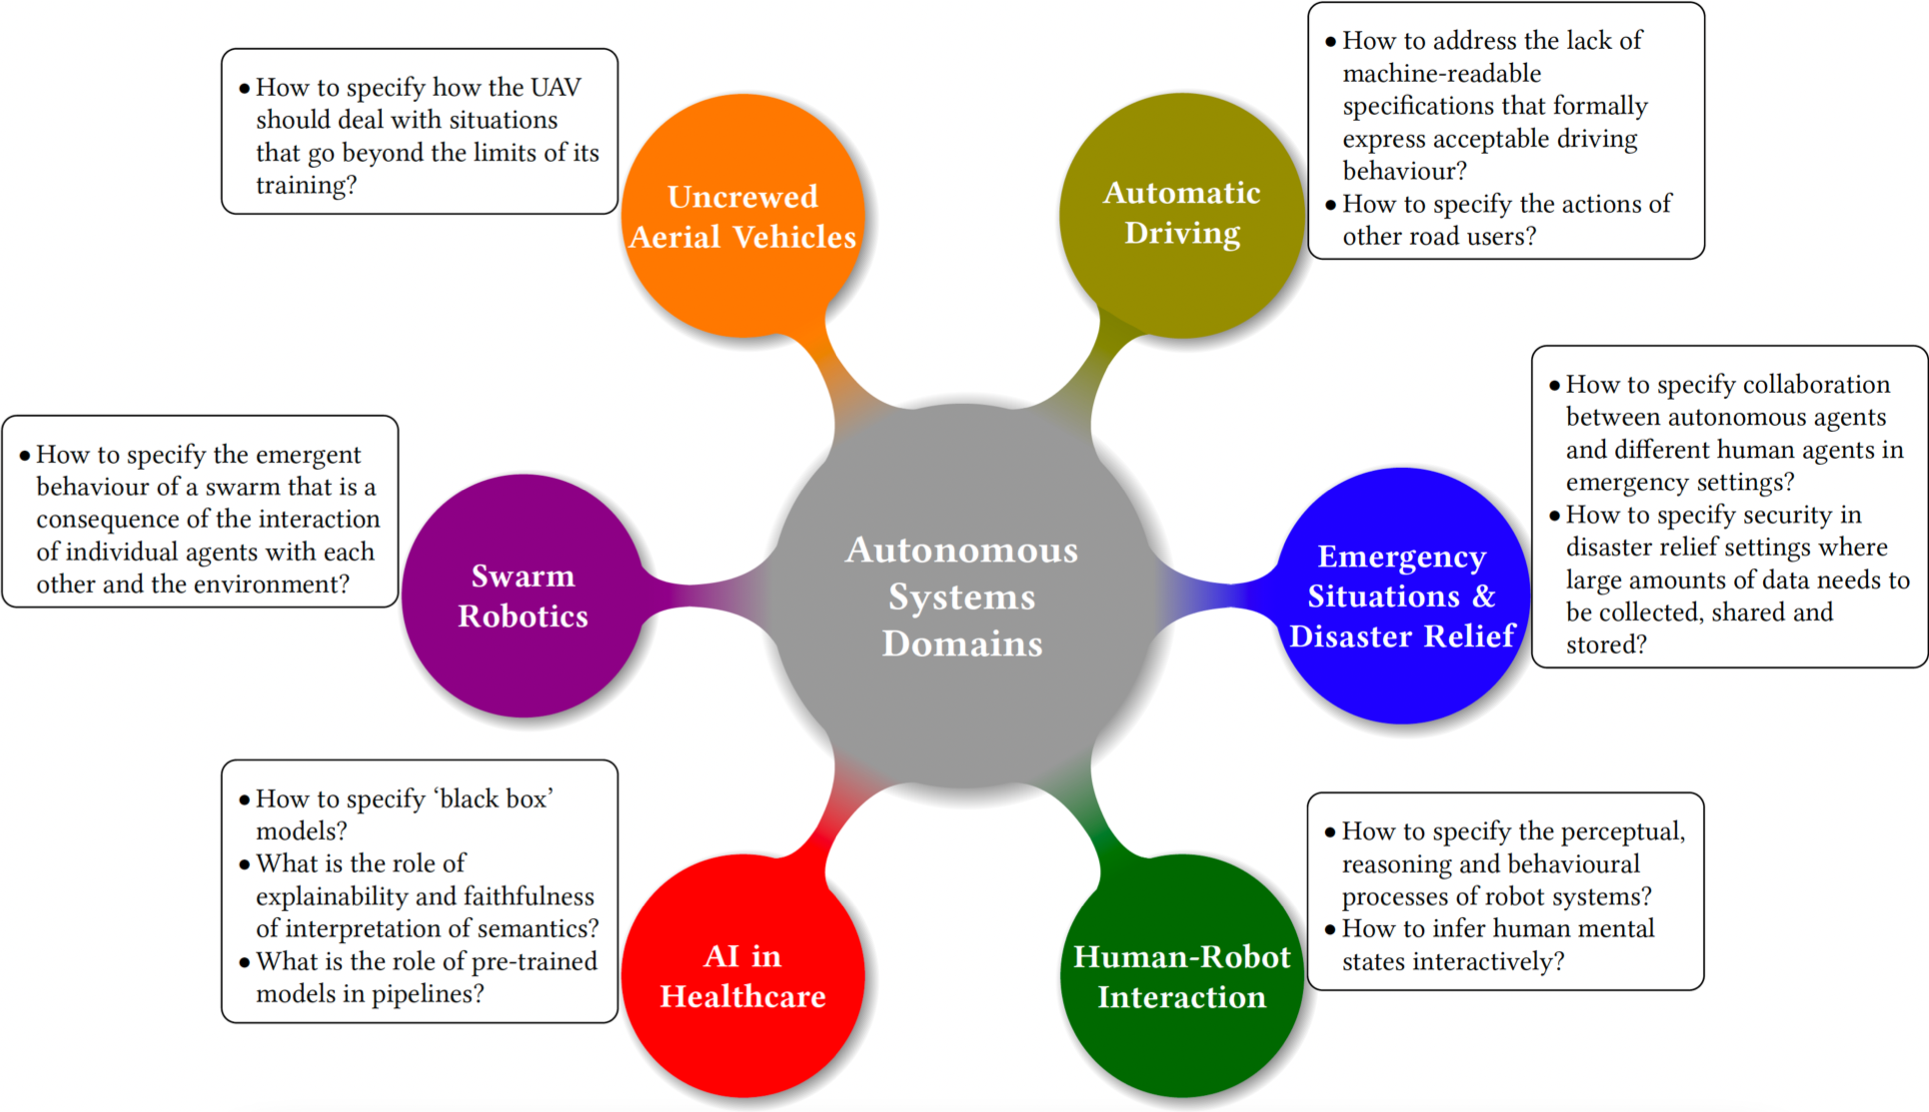 ● How to specify how the UAV
should deal with situations
that go beyond the limits of its
training?
Uncrewed
Aerial Vehicles
Automatic
Driving
● How to address the lack of
machine-readable
specifications that formally
express acceptable driving
behaviour?
● How to specify the actions of
other road users?
● How to specify the emergent
behaviour of a swarm that is a
consequence of the interaction
of individual agents with each
other and the environment?
Swarm
Robotics
Autonomous
Systems
Domains
Emergency
Situations &
Disaster Relief
● How to specify collaboration
between autonomous agents
and different human agents in
emergency settings?
● How to specify security in
disaster relief settings where
large amounts of data needs to
be collected, shared and
stored?
● How to specify ‘black box’
models?
● What is the role of
explainability and faithfulness
of interpretation of semantics?
● What is the role of pre-trained
models in pipelines?
AI in
Healthcare
Human-Robot
Interaction
● How to specify the perceptual,
reasoning and behavioural
processes of robot systems?
● How to infer human mental
states interactively?